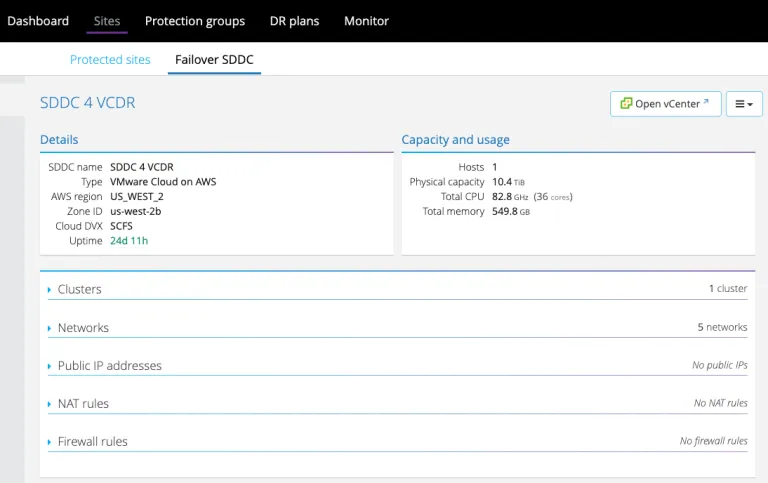 Dashboard Sites Protection groups DR plans Monitor
Protected sites Failover SDDC
SDDC 4 VCDR Open vCenter
Details
SDDC name SDDC 4 VCDR
Type VMware Cloud on AWS
AWS region US_WEST_2
Zone ID us-west-2b
Cloud DVX SCFS
Uptime 24d 11h
Capacity and usage
Hosts 1
Physical capacity 10.4 TiB
Total CPU 82.8 GHz (36 cores)
Total memory 549.8 GB
Clusters 1 cluster
Networks 5 networks
Public IP addresses No public IPs
NAT rules No NAT rules
Firewall rules No firewall rules